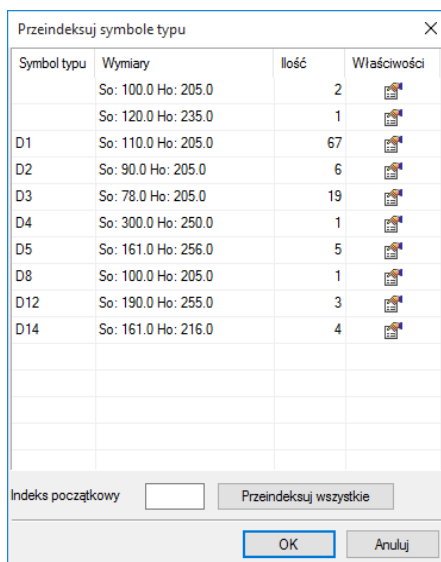 Przeindeksuj symbole typu
Symbol typu Wymiary Ilość Właściwości
So: 100.0 Ho: 205.0 2
So: 120.0 Ho: 235.0 1
D1 So: 110.0 Ho: 205.0 67
D2 So: 90.0 Ho: 205.0 6
D3 So: 78.0 Ho: 205.0 19
D4 So: 300.0 Ho: 250.0 1
D5 So: 161.0 Ho: 256.0 5
D8 So: 100.0 Ho: 205.0 1
D12 So: 190.0 Ho: 255.0 3
D14 So: 161.0 Ho: 216.0 4
Indeks początkowy Przeindeksuj wszystkie
OK Anuluj